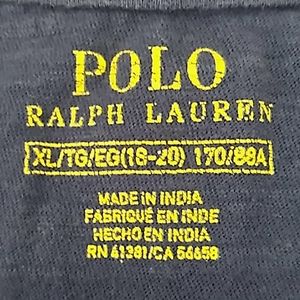 POLO
RALPH LAUREN
XL/TG/EG(18-20) 170/88A
MADE IN INDIA
FABRIQUÉ EN INDE
HECHO EN INDIA
RN 41381/CA 56658